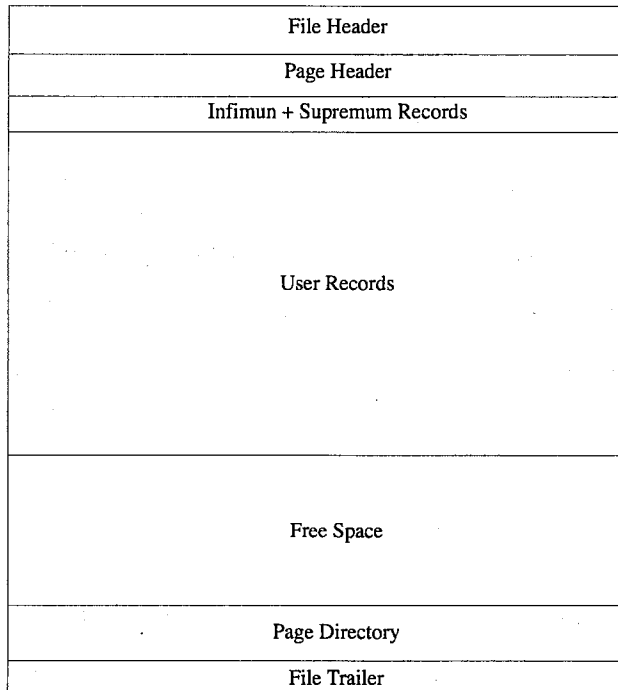 File Header
Page Header
Infimun + Supremum Records
User Records
Free Space
Page Directory
File Trailer